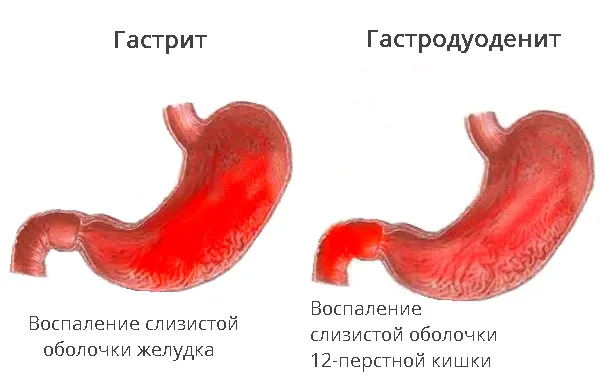 Гастрит
Гастродуоденит
Воспаление слизистой
оболочки желудка
Воспаление
слизистой оболочки
12-перстной кишки